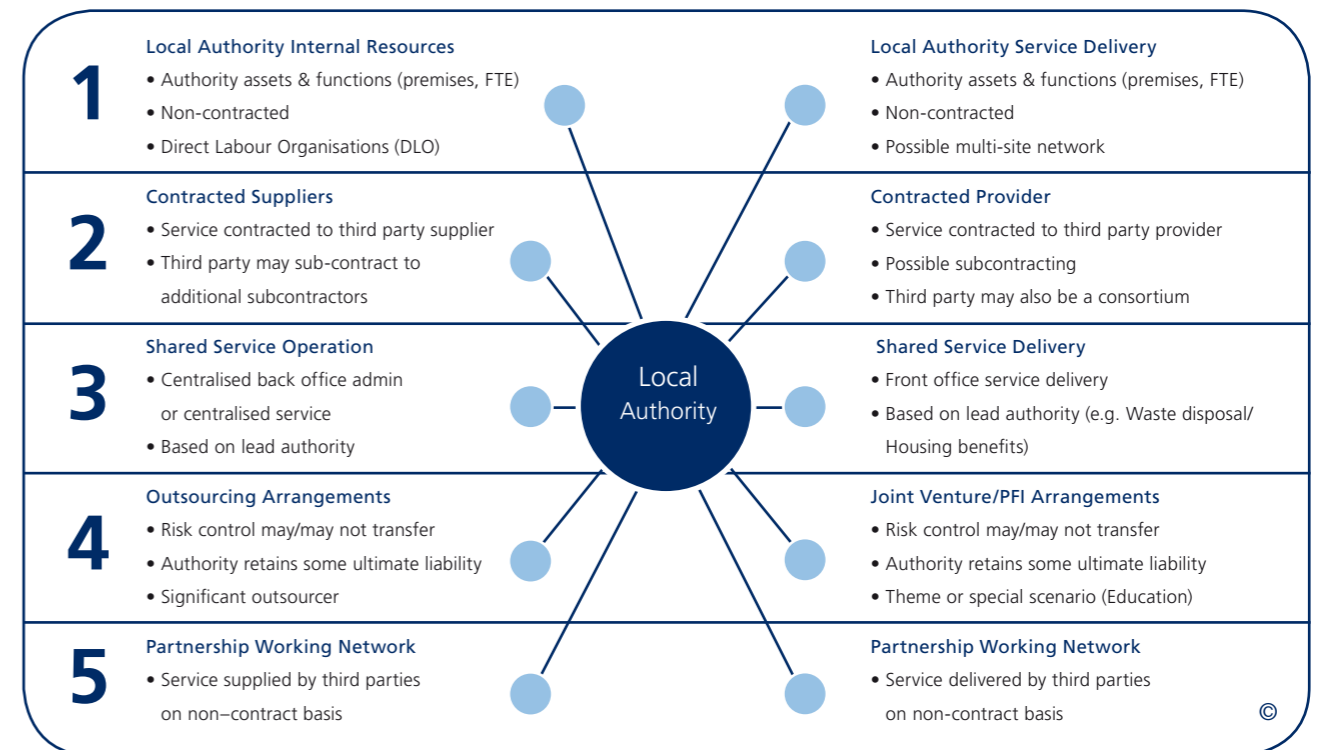 1
Local Authority Internal Resources
• Authority assets & functions (premises, FTE)
• Non-contracted
• Direct Labour Organisations (DLO)
Local Authority Service Delivery
• Authority assets & functions (premises, FTE)
• Non-contracted
• Possible multi-site network
2
Contracted Suppliers
• Service contracted to third party supplier
• Third party may sub-contract to
additional subcontractors
Contracted Provider
• Service contracted to third party provider
• Possible subcontracting
• Third party may also be a consortium
3
Shared Service Operation
• Centralised back office admin
or centralised service
• Based on lead authority
Local
Authority
Shared Service Delivery
• Front office service delivery
• Based on lead authority (e.g. Waste disposal/
Housing benefits)
4
Outsourcing Arrangements
• Risk control may/may not transfer
• Authority retains some ultimate liability
• Significant outsourcer
Joint Venture/PFI Arrangements
• Risk control may/may not transfer
• Authority retains some ultimate liability
• Theme or special scenario (Education)
5
Partnership Working Network
• Service supplied by third parties
on non–contract basis
Partnership Working Network
• Service delivered by third parties
on non-contract basis
©